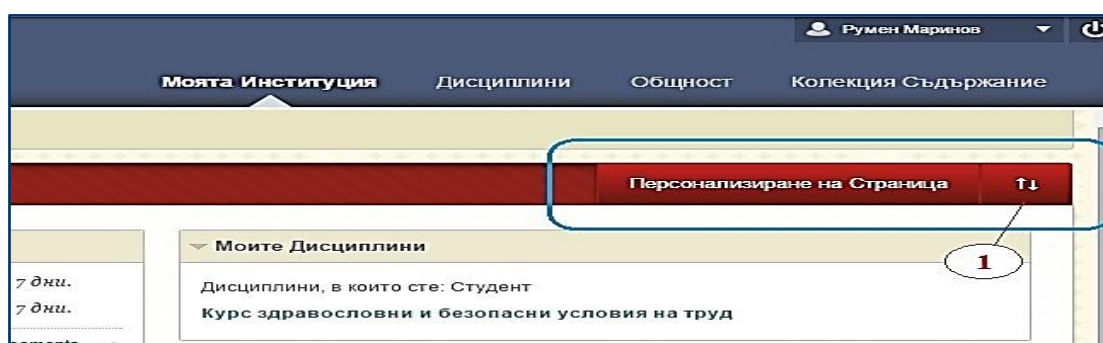 Румен Маринов
Моята Институция Дисциплини Общност Колекция Съдържание
Персонализиране на Страница
1
Моите Дисциплини
7 дни.
Дисциплини, в които сте: Студент
7 дни.
Курс здравословни и безопасни условия на труд